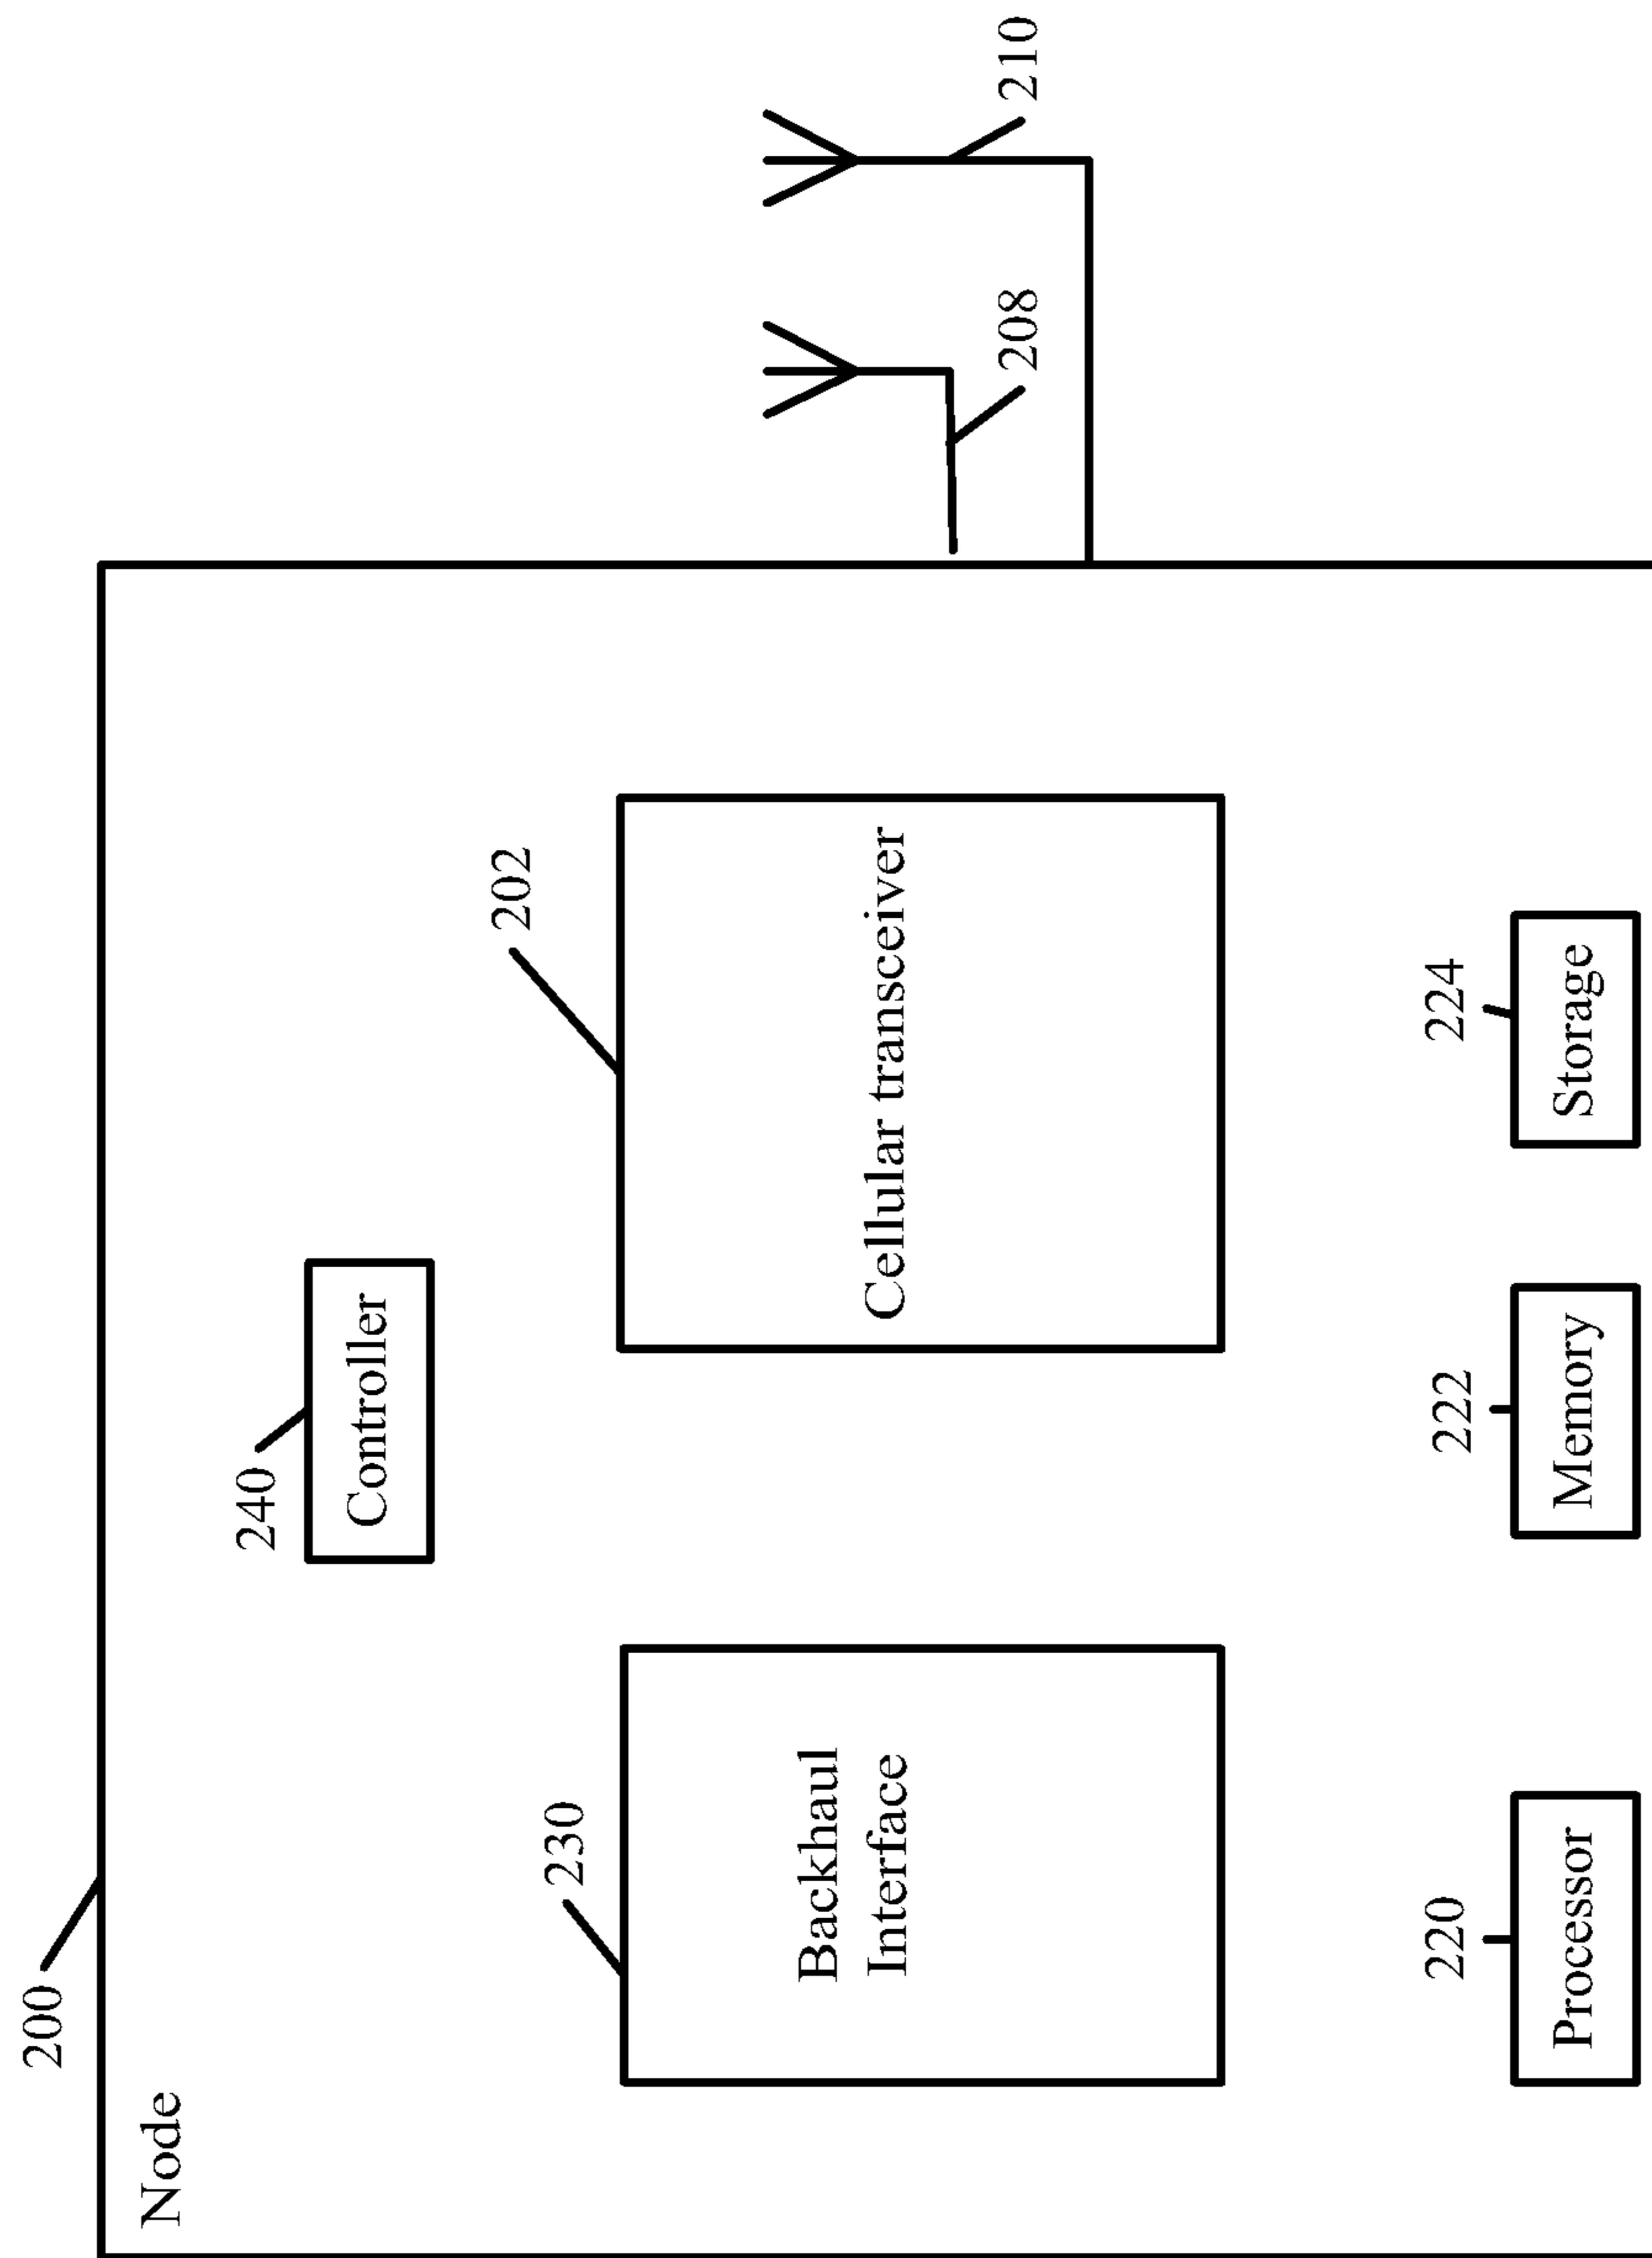 200
Node
240
Controller
230
202
Backhaul
Interface
Cellular transceiver
208
210
220
222
224
Processor
Memory
Storage